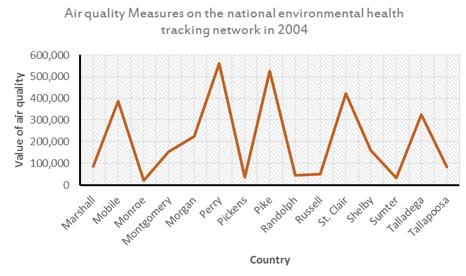 Air quality Measures on the national environmental health
tracking network in 2004
Value of air quality
600,000
500,000
400,000
300,000
200,000
100,000
0
Marshall
Mobile
Monroe
Montgomery
Morgan
Perry
Pickens
Pike
Randolph
Russell
St. Clair
Shelby
Sumter
Talladega
Tallapoosa
Country